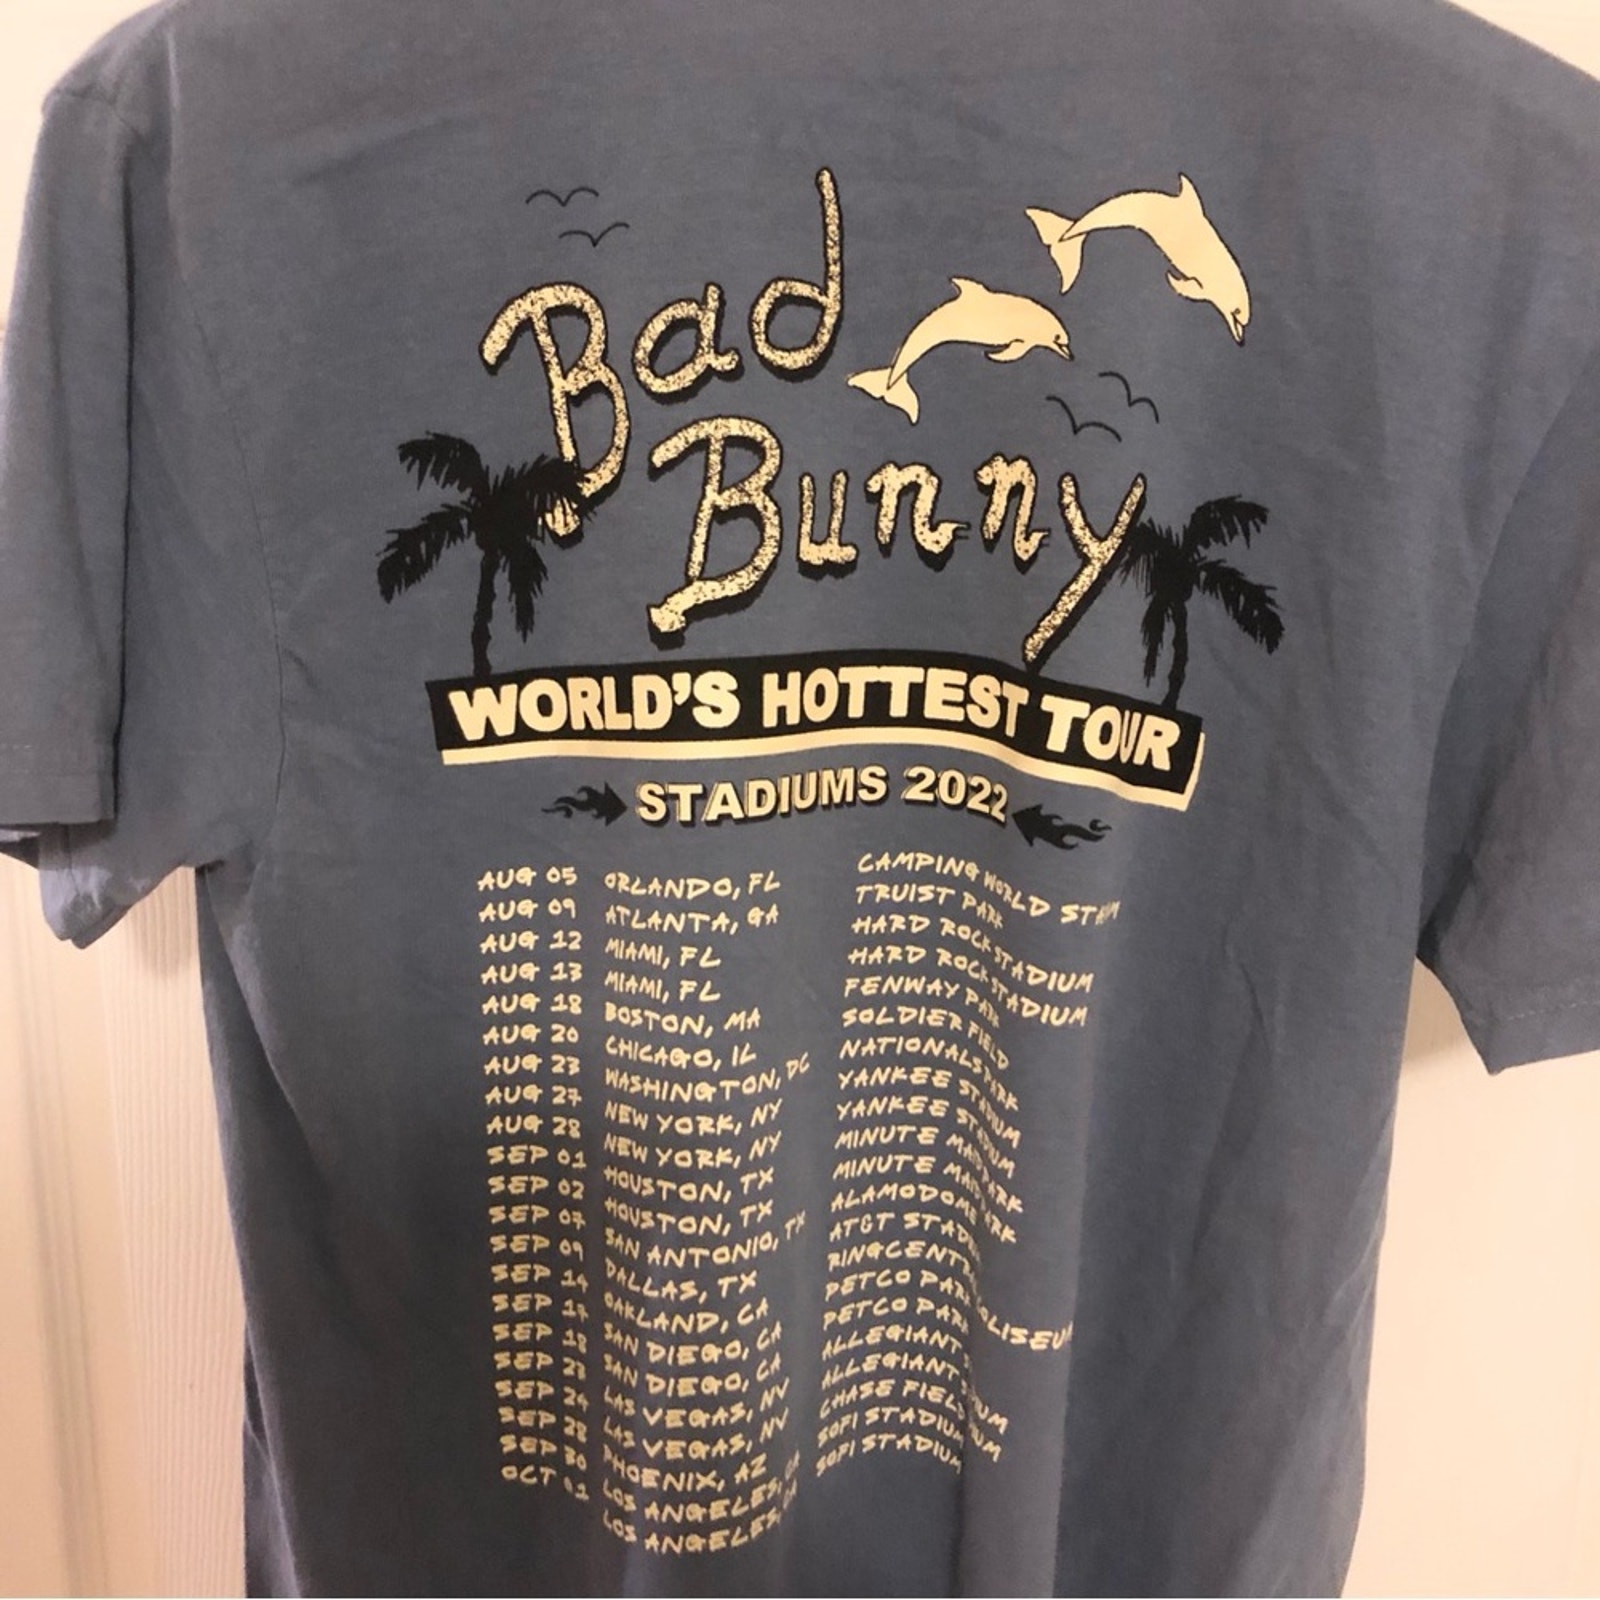 Bad
Bunny
WORLD'S HOTTEST TOUR
STADIUMS 2022
AUG 05 ORLANDO, FL CAMPING WORLD
AUG 09 ATLANTA, GA TRUIST PARK
AUG 12 MIAMI, FL HARD ROCK STADIUM
AUG 13 MIAMI, FL HARD ROCK STADIUM
AUG 18 BOSTON, MA FENWAY PARK
AUG 20 CHICAGO, IL SOLDIER FIELD
AUG 23 WASHINGTON, DC NATIONALS PARK
AUG 27 NEW YORK, NY YANKEE STADIUM
AUG 28 NEW YORK, NY YANKEE STADIUM
SEP 01 HOUSTON, TX MINUTE MAID PARK
SEP 02 HOUSTON, TX MINUTE MAID PARK
SEP 07 SAN ANTONIO, TX ALAMODOME
SEP 09 DALLAS, TX AT&T
SEP 14 OAKLAND, CA
SEP 17 SAN DIEGO, CA PETCO PARK
SEP 18 SAN DIEGO, CA PETCO PARK
SEP 23 LAS VEGAS, NV ALLEGIANT
SEP 24 LAS VEGAS, NV ALLEGIANT
SEP 28 PHOENIX, AZ CHASE FIELD
SEP 30 LOS ANGELES, CA SOFI STADIUM
OCT 01 LOS ANGELES, CA SOFI STADIUM